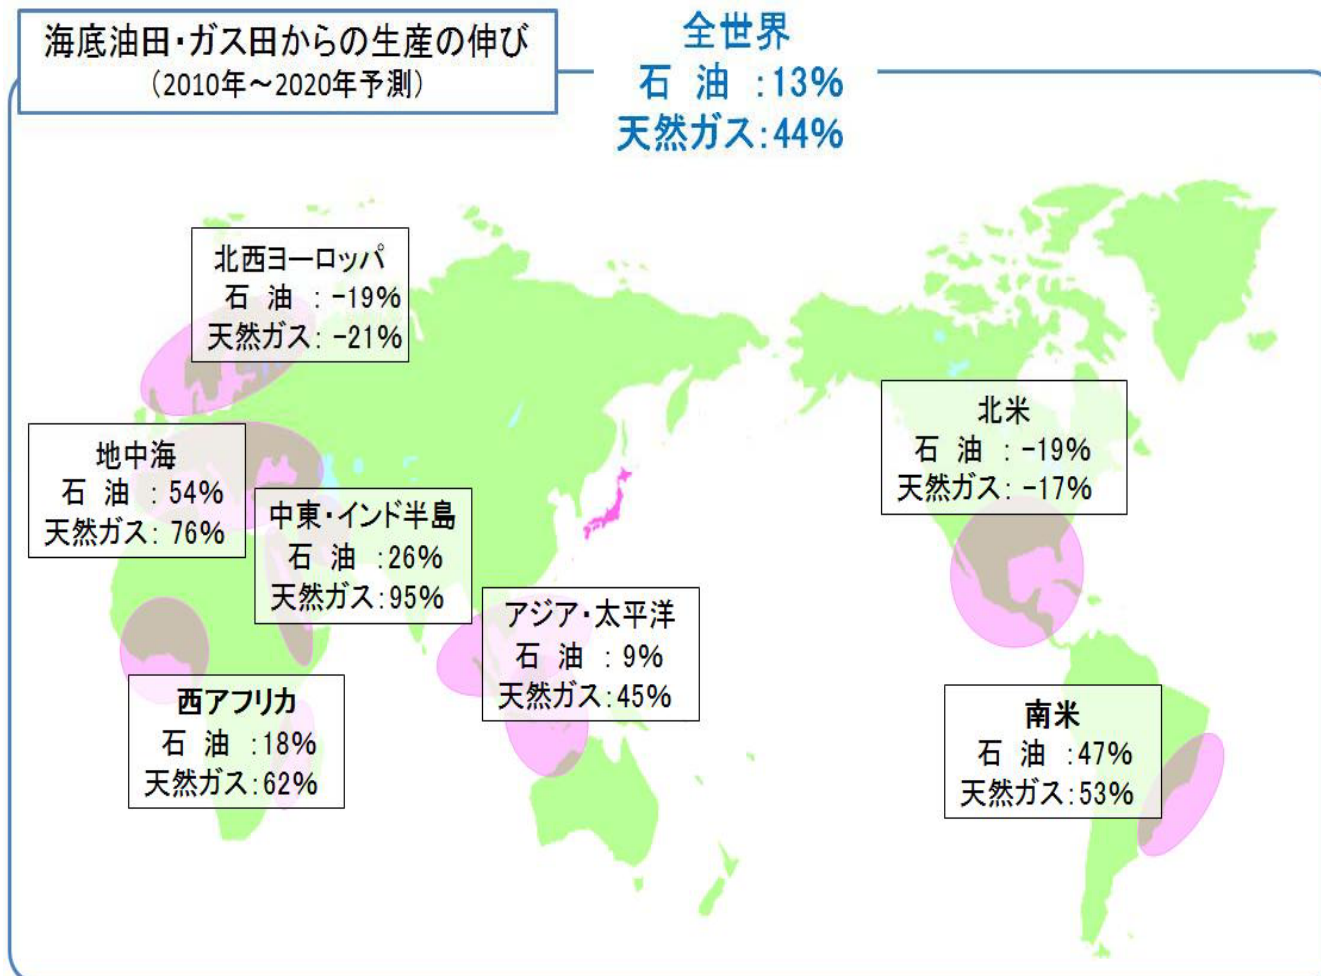 海底油田・ガス田からの生産の伸び
（2010年～2020年予測）
全世界
石 油 :13%
天然ガス:44%
北西ヨーロッパ
石 油 : -19%
天然ガス: -21%
地中海
石 油 : 54%
天然ガス: 76%
中東・インド半島
石 油 :26%
天然ガス:95%
アジア・太平洋
石 油 : 9%
天然ガス:45%
西アフリカ
石 油 :18%
天然ガス:62%
北米
石 油 : -19%
天然ガス: -17%
南米
石 油 :47%
天然ガス:53%